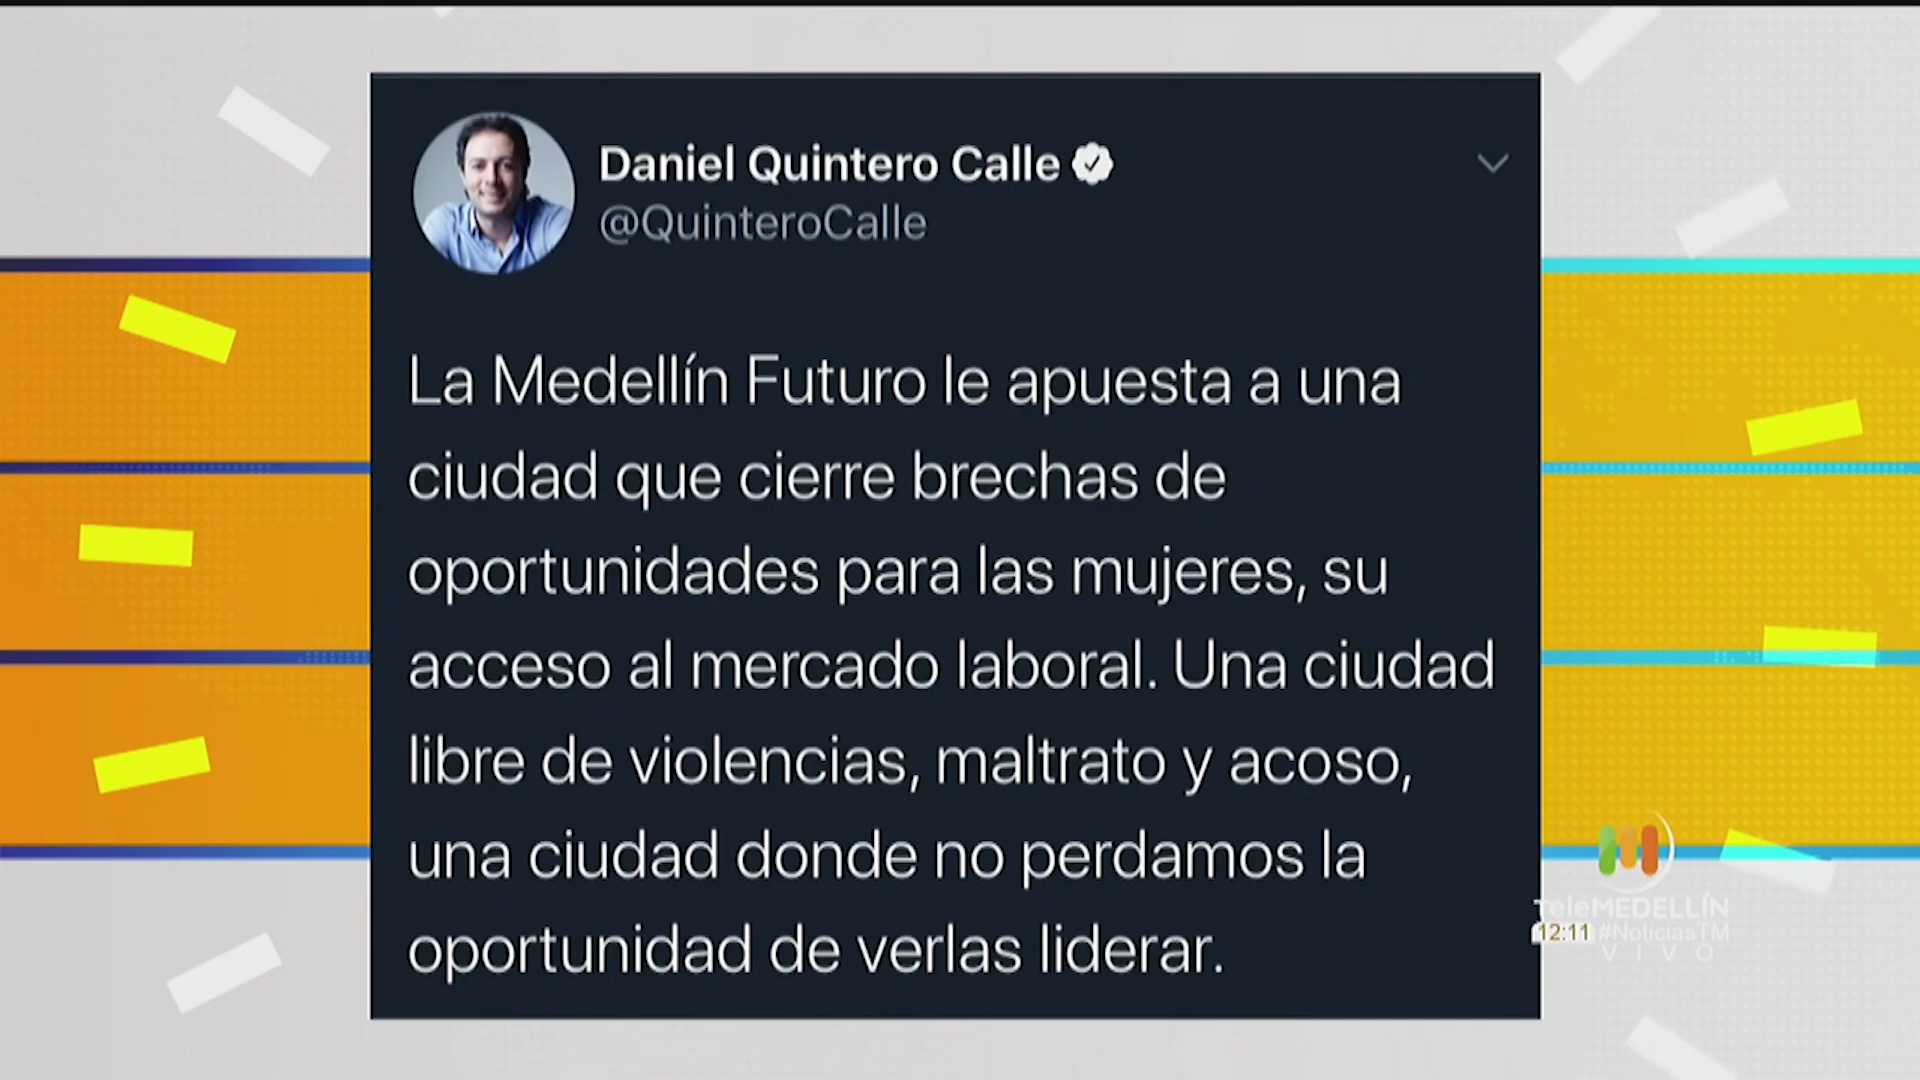 Daniel Quintero Calle
@QuinteroCalle
La Medellín Futuro le apuesta a una
ciudad que cierre brechas de
oportunidades para las mujeres, su
acceso al mercado laboral. Una ciudad
libre de violencias, maltrato y acoso,
una ciudad donde no perdamos la
oportunidad de verlas liderar.
TeleMEDELLÍN
12:11 #NoticiasTM
VIVO